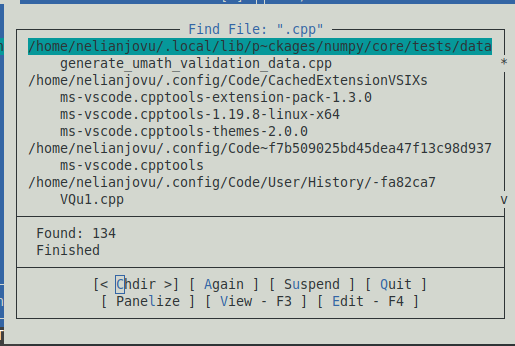 Find File: ".cpp"
/home/nelianjovu/.local/lib/p~ckages/numpy/core/tests/data
generate_umath_validation_data.cpp *
/home/nelianjovu/.config/Code/CachedExtensionVSIXs
ms-vscode.cpptools-extension-pack-1.3.0
ms-vscode.cpptools-1.19.8-linux-x64
ms-vscode.cpptools-themes-2.0.0
/home/nelianjovu/.config/Code~f7b509025bd45dea47f13c98d937
ms-vscode.cpptools
/home/nelianjovu/.config/Code/User/History/-fa82ca7
VQu1.cpp v
Found: 134
Finished
[< Chdir >] [ Again ] [ Suspend ] [ Quit ]
[ Panelize ] [ View - F3 ] [ Edit - F4 ]